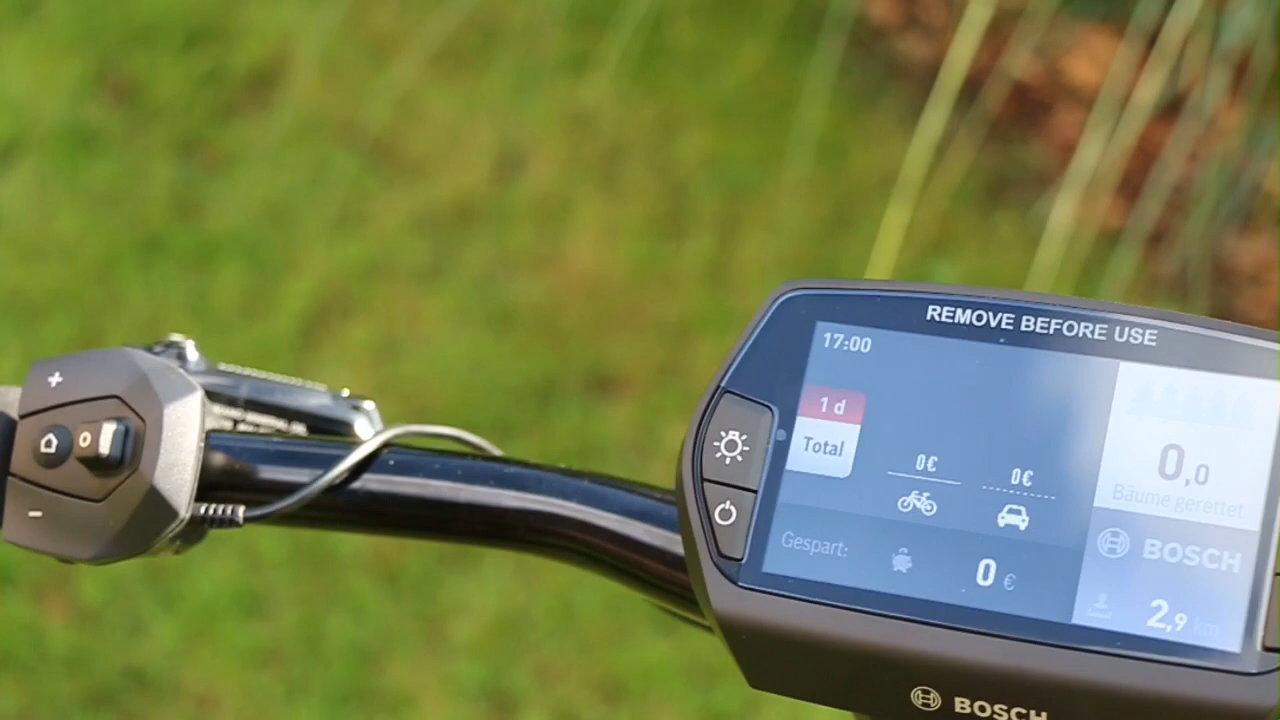 REMOVE BEFORE USE
17:00
1 d
Total
0€
0€
Gespart:
0 €
0,0
Bäume gerettet
BOSCH
2,9 km
BOSCH
+
0
-